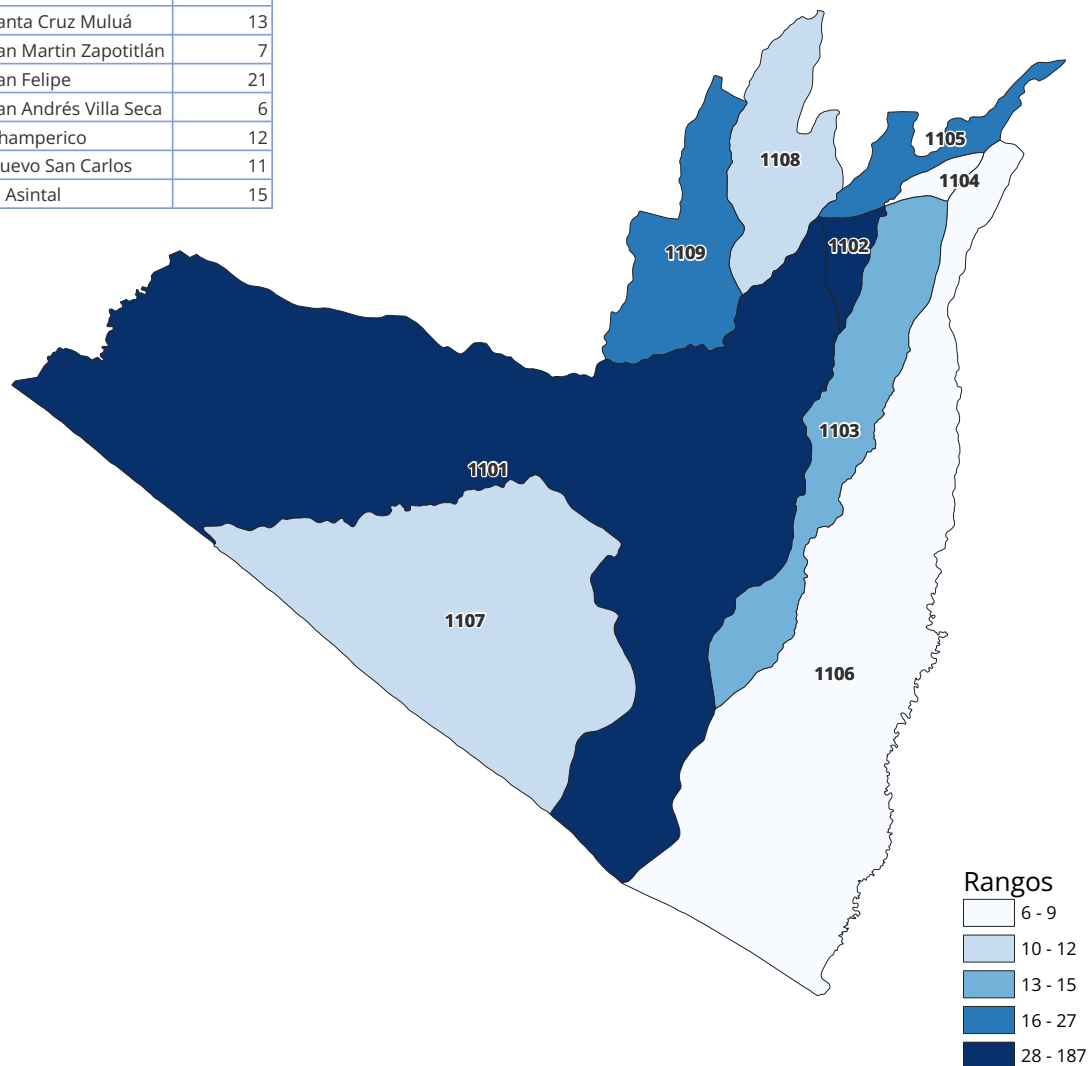 anta Cruz Muluá 13
an Martin Zapotitlán 7
an Felipe 21
an Andrés Villa Seca 6
hamperico 12
uevo San Carlos 11
Asintal 15
1105
1108
1104
1102
1109
1103
1101
1107
1106
Rangos
6 - 9
10 - 12
13 - 15
16 - 27
28 - 187